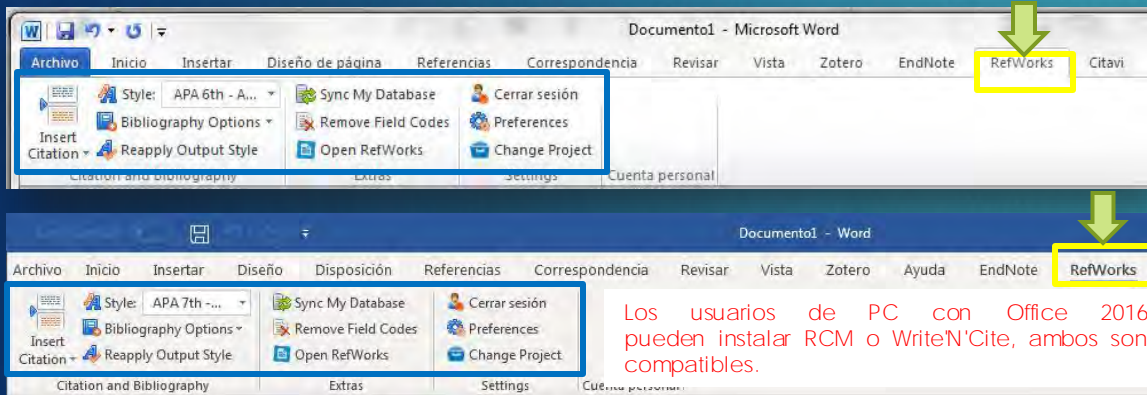 Documento1 - Microsoft Word
Archivo Inicio Insertar Diseño de página Referencias Correspondencia Revisar Vista Zotero EndNote RefWorks Citavi
Style: APA 6th - A... Sync My Database Cerrar sesión
Bibliography Options Remove Field Codes Preferences
Insert
Citation Reapply Output Style Open RefWorks Change Project
Citation and Bibliography Extras Settings Cuenta personal
Documento1 - Word
Archivo Inicio Insertar Diseño Disposición Referencias Correspondencia Revisar Vista Zotero Ayuda EndNote RefWorks
Style: APA 7th -... Sync My Database Cerrar sesión
Bibliography Options Remove Field Codes Preferences
Insert
Citation Reapply Output Style Open RefWorks Change Project
Citation and Bibliography Extras Settings Cuenta personal
Los usuarios de PC con Office 2016
pueden instalar RCM o Write'N'Cite, ambos son
compatibles.